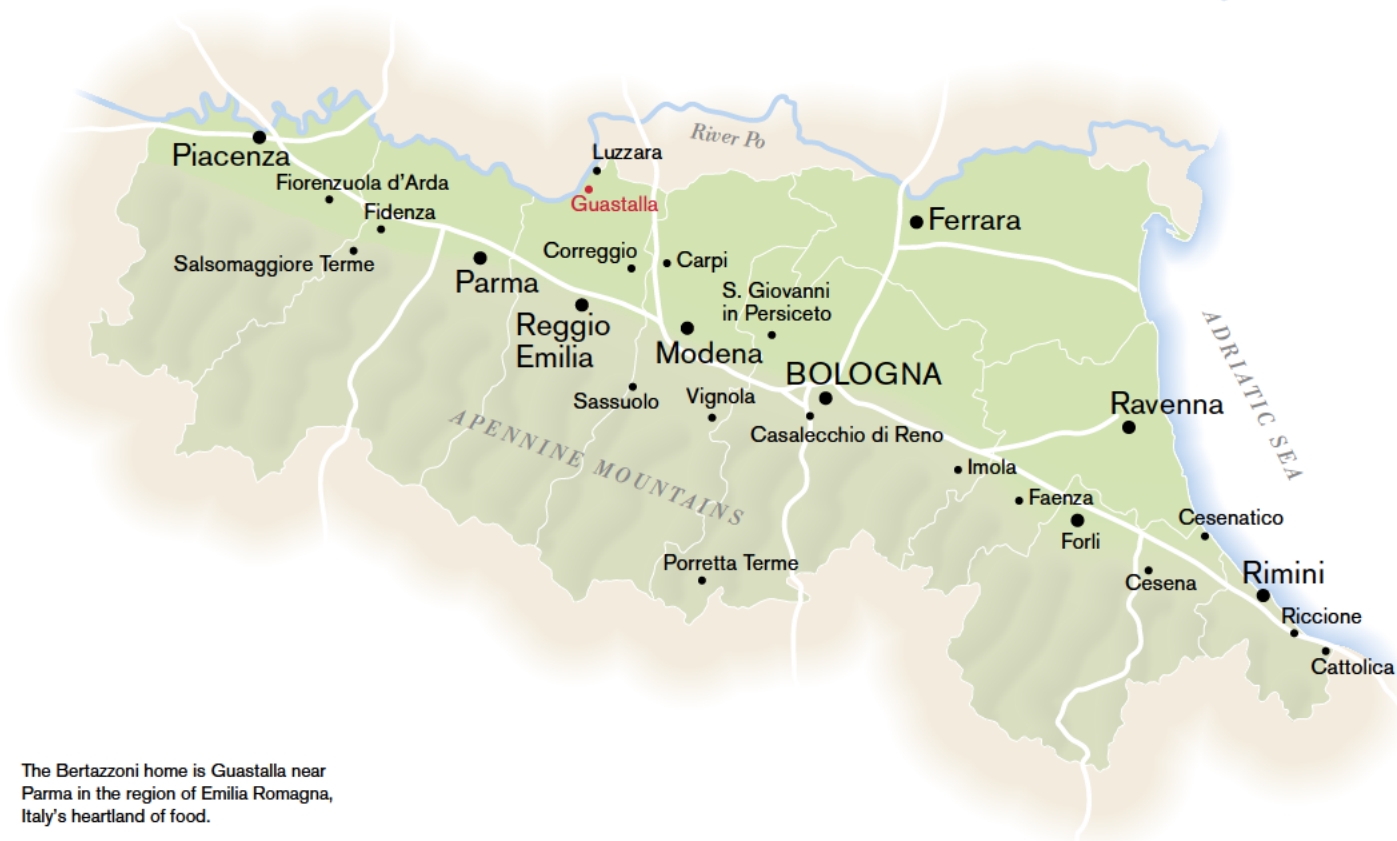 River Po
Luzzara
Piacenza
Fiorenzuola d'Arda
Guastalla
Fidenza
Ferrara
Correggio
Carpi
Salsomaggiore Terme
Parma
S. Giovanni
in Persiceto
Reggio
Emilia
Modena
BOLOGNA
ADRIATIC SEA
Sassuolo
Vignola
Ravenna
Casalecchio di Reno
APENNINE MOUNTAINS
Imola
Faenza
Cesenatico
Forli
Porretta Terme
Cesena
Rimini
Riccione
Cattolica
The Bertazzoni home is Guastalla near
Parma in the region of Emilia Romagna,
Italy's heartland of food.